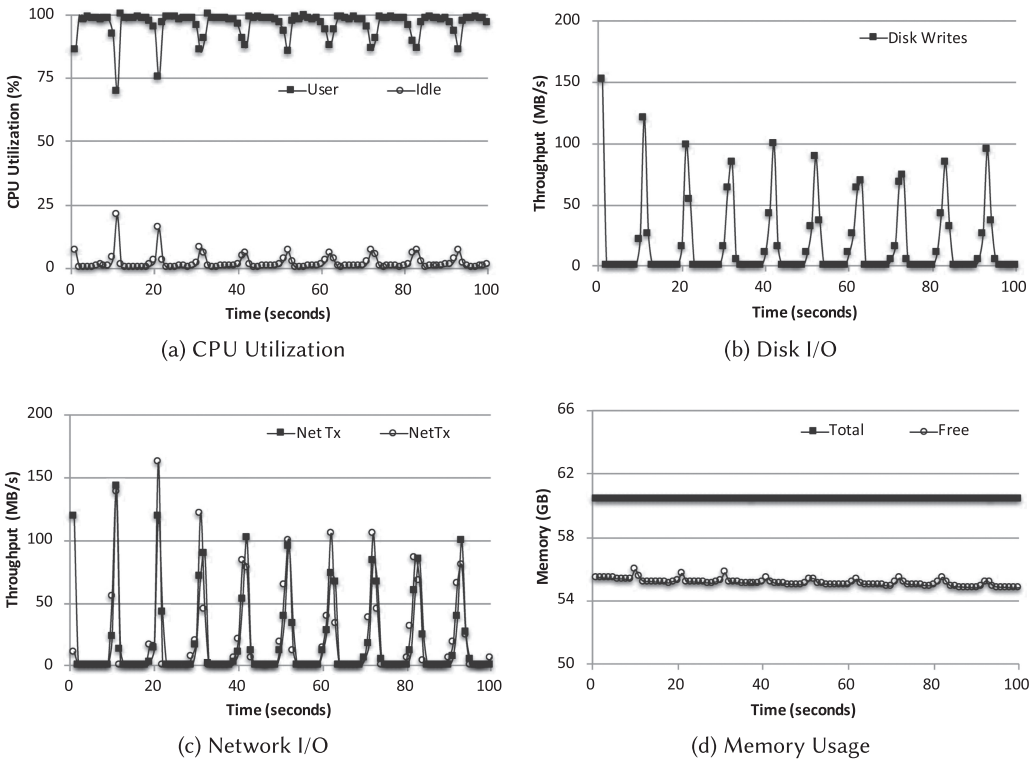 100
75
50
25
0
CPU Utilization (%)
User
Idle
0 20 40 60 80 100
Time (seconds)
(a) CPU Utilization
200
150
100
50
0
Throughput (MB/s)
Disk Writes
0 20 40 60 80 100
Time (seconds)
(b) Disk I/O
200
150
100
50
0
Throughput (MB/s)
Net Tx
NetTx
0 20 40 60 80 100
Time (seconds)
(c) Network I/O
66
62
58
54
50
Memory (GB)
Total
Free
0 20 40 60 80 100
Time (seconds)
(d) Memory Usage